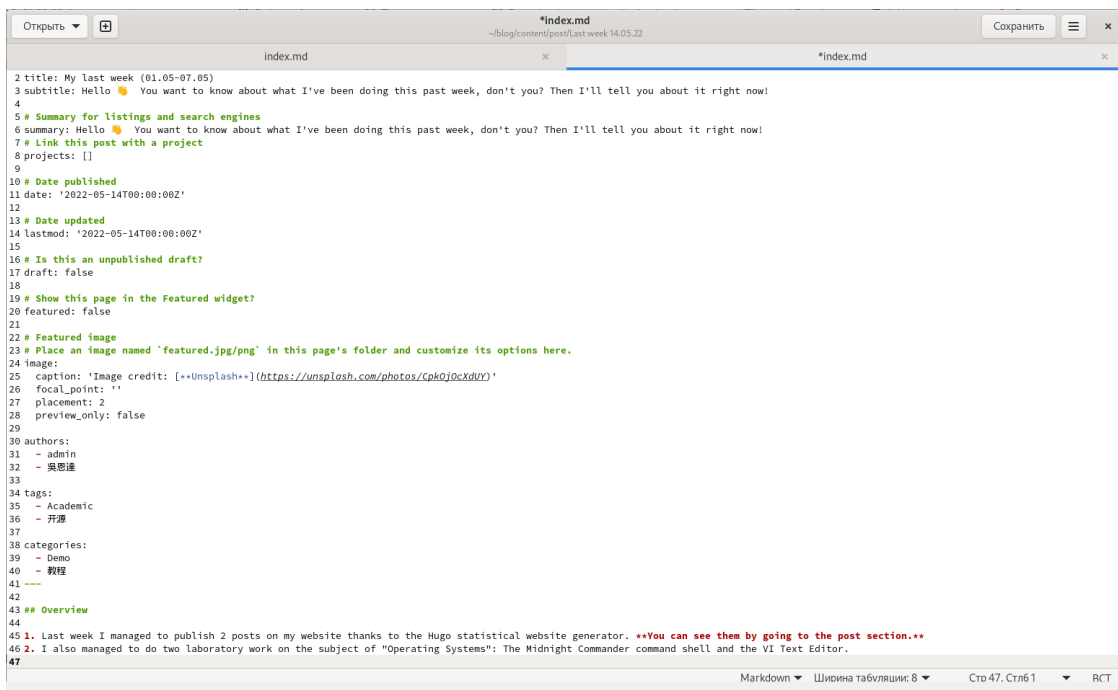 Открыть
*index.md
~/blog/content/post/Last week 14.05.22
Сохранить
index.md
*index.md
2 title: My last week (01.05-07.05)
3 subtitle: Hello 👋 You want to know about what I've been doing this past week, don't you? Then I'll tell you about it right now!
4
5 # Summary for listings and search engines
6 summary: Hello 👋 You want to know about what I've been doing this past week, don't you? Then I'll tell you about it right now!
7 # Link this post with a project
8 projects: []
9
10 # Date published
11 date: '2022-05-14T00:00:00Z'
12
13 # Date updated
14 lastmod: '2022-05-14T00:00:00Z'
15
16 # Is this an unpublished draft?
17 draft: false
18
19 # Show this page in the Featured widget?
20 featured: false
21
22 # Featured image
23 # Place an image named `featured.jpg/png` in this page's folder and customize its options here.
24 image:
25   caption: 'Image credit: [**Unsplash**](https://unsplash.com/photos/CpkOjOcXdUY)'
26   focal_point: ''
27   placement: 2
28   preview_only: false
29
30 authors:
31   - admin
32   - 吳恩達
33
34 tags:
35   - Academic
36   - 开源
37
38 categories:
39   - Demo
40   - 教程
41 ---
42
43 ## Overview
44
45 1. Last week I managed to publish 2 posts on my website thanks to the Hugo statistical website generator. **You can see them by going to the post section.**
46 2. I also managed to do two laboratory work on the subject of "Operating Systems": The Midnight Commander command shell and the VI Text Editor.
47
Markdown Ширина табуляции: 8 Стр 47, Стлб 1 ВСТ